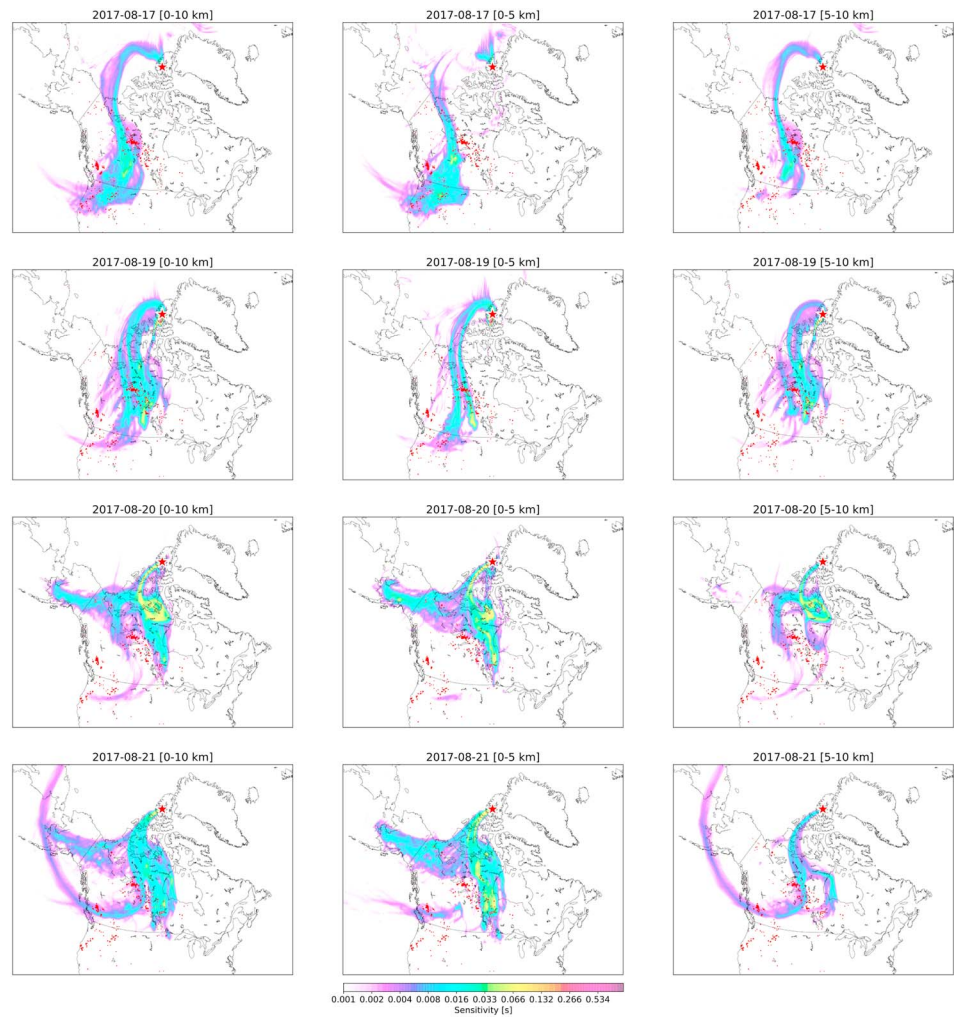 2017-08-17 [0-10 km] 2017-08-17 [0-5 km] 2017-08-17 [5-10 km]
2017-08-19 [0-10 km] 2017-08-19 [0-5 km] 2017-08-19 [5-10 km]
2017-08-20 [0-10 km] 2017-08-20 [0-5 km] 2017-08-20 [5-10 km]
2017-08-21 [0-10 km] 2017-08-21 [0-5 km] 2017-08-21 [5-10 km]
0.001 0.002 0.004 0.008 0.016 0.033 0.066 0.132 0.266 0.534
Sensitivity [s]